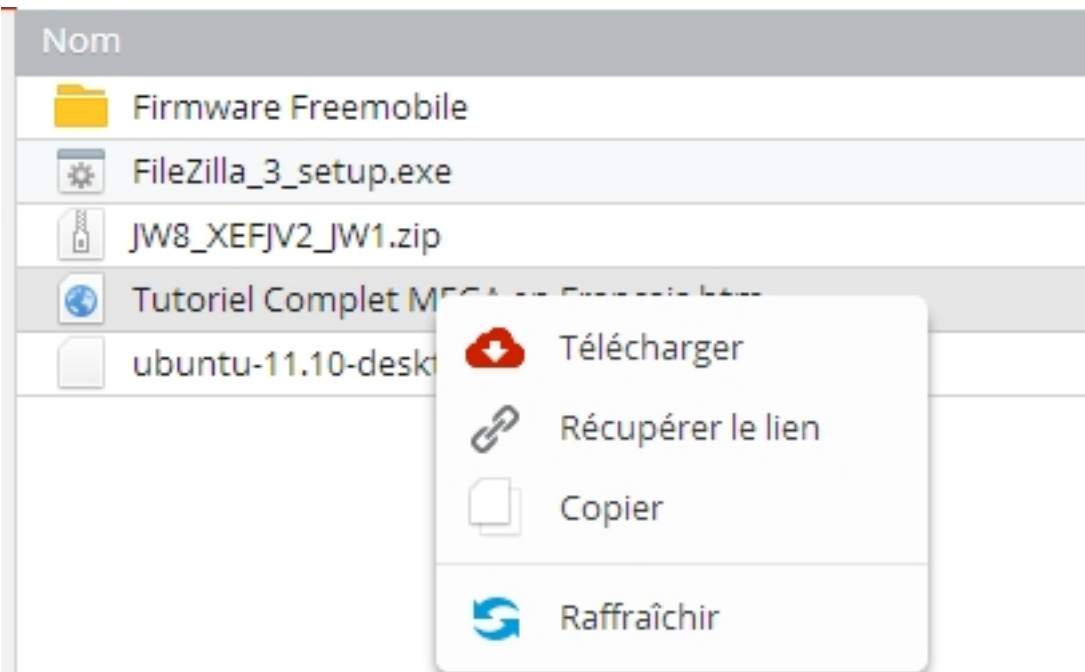 Nom
Firmware Freemobile
FileZilla_3_setup.exe
JW8_XEFJV2_JW1.zip
Tutoriel Complet
ubuntu-11.10-deskt
Télécharger
Récupérer le lien
Copier
Raffraîchir